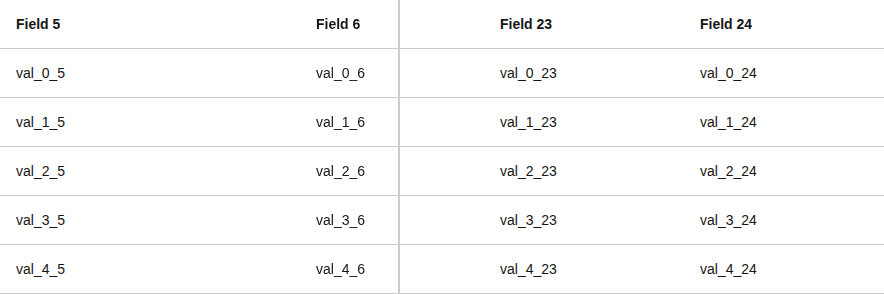 Field 5 Field 6 Field 23 Field 24
val_0_5 val_0_6 val_0_23 val_0_24
val_1_5 val_1_6 val_1_23 val_1_24
val_2_5 val_2_6 val_2_23 val_2_24
val_3_5 val_3_6 val_3_23 val_3_24
val_4_5 val_4_6 val_4_23 val_4_24